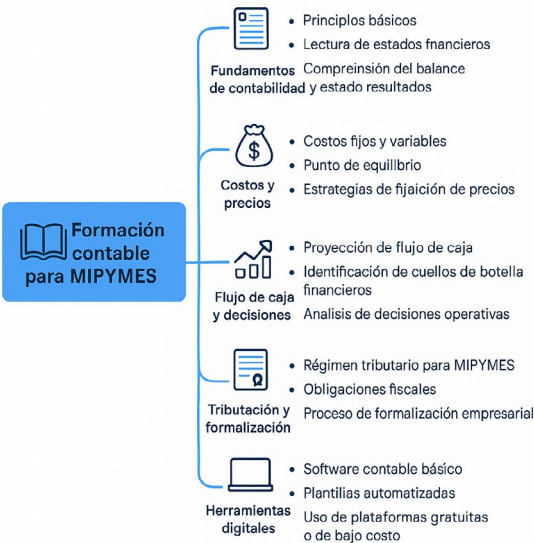 Formación
contable
para MIPYMES
Fundamentos
de contabilidad
• Principios básicos
• Lectura de estados fnancieros
Compreinsión del balance
y estado resultados
Costos y
precios
• Costos fijos y variables
• Punto de equillbrio
• Estrategias de fijaición de precios
Flujo de caja
y decisiones
• Proyección de flujo de caja
• Identificación de cuellos de botella
financieros
Analisis de decisiones operativas
Tributación y
formalización
• Régimen tributario para MIPYMES
• Obligaciones fiscales
Proceso de formalización empresarial
Herramientas
digitales
• Software contable básico
• Plantilias automatizadas
Uso de plataformas gratuitas
o de bajo costo